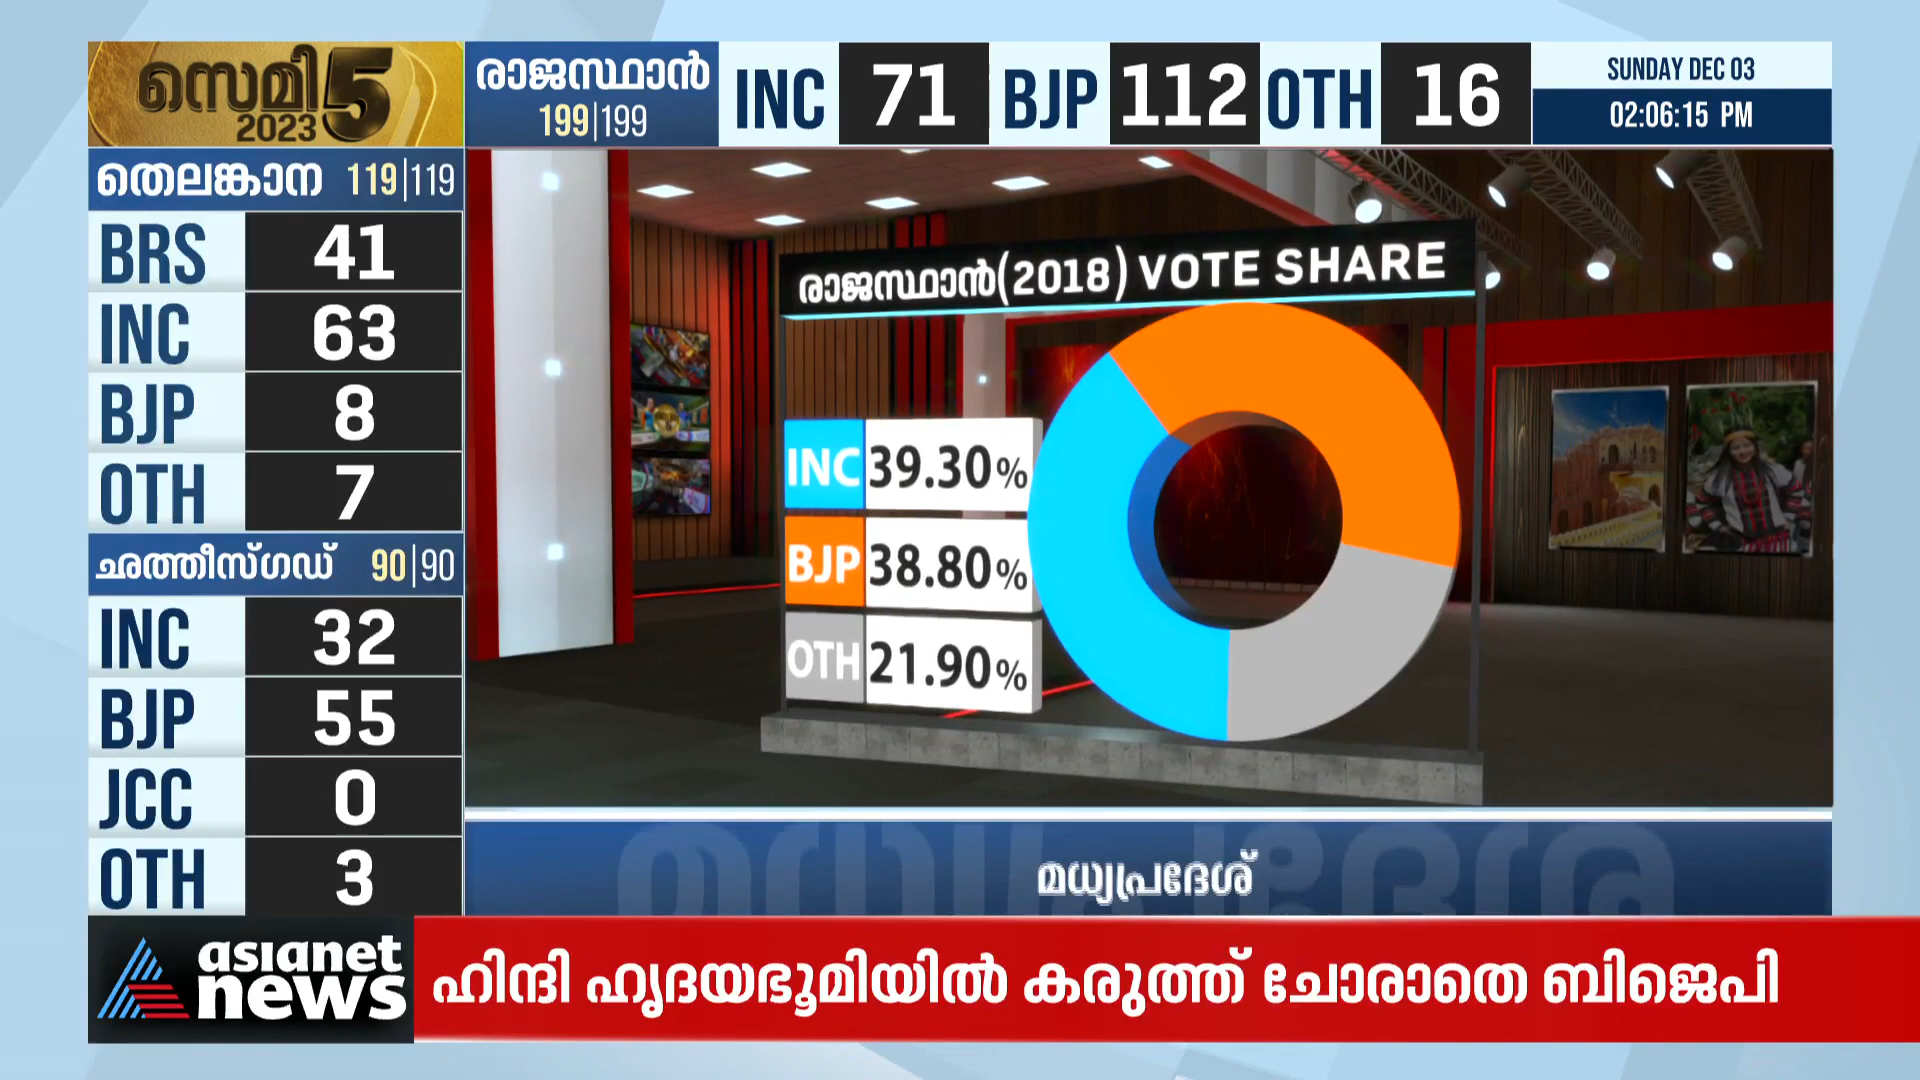 സെമി 5
2023
രാജസ്ഥാൻ
199|199
INC 71 BJP 112 OTH 16
SUNDAY DEC 03
02:06:15 PM
തെലങ്കാന 119|119
BRS 41
INC 63
BJP 8
OTH 7
ഛത്തീസ്ഗഡ് 90|90
INC 32
BJP 55
JCC 0
OTH 3
രാജസ്ഥാൻ(2018) VOTE SHARE
INC 39.30%
BJP 38.80%
OTH 21.90%
മധ്യപ്രദേശ്
asianet
news
ഹിന്ദി ഹൃദയഭൂമിയിൽ കരുത്ത് ചോരാതെ ബിജെപി